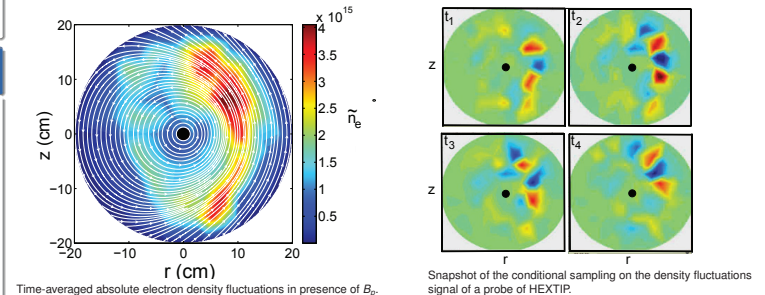 x 10^15
20
10
0
−10
−20
z (cm)
−20 −10 0 10 20
r (cm)
4
3.5
3
2.5
2
1.5
1
0.5
ñe
Time-averaged absolute electron density fluctuations in presence of Bp.
t1
t2
t3
t4
z
z
r
r
Snapshot of the conditional sampling on the density fluctuations
signal of a probe of HEXTIP.